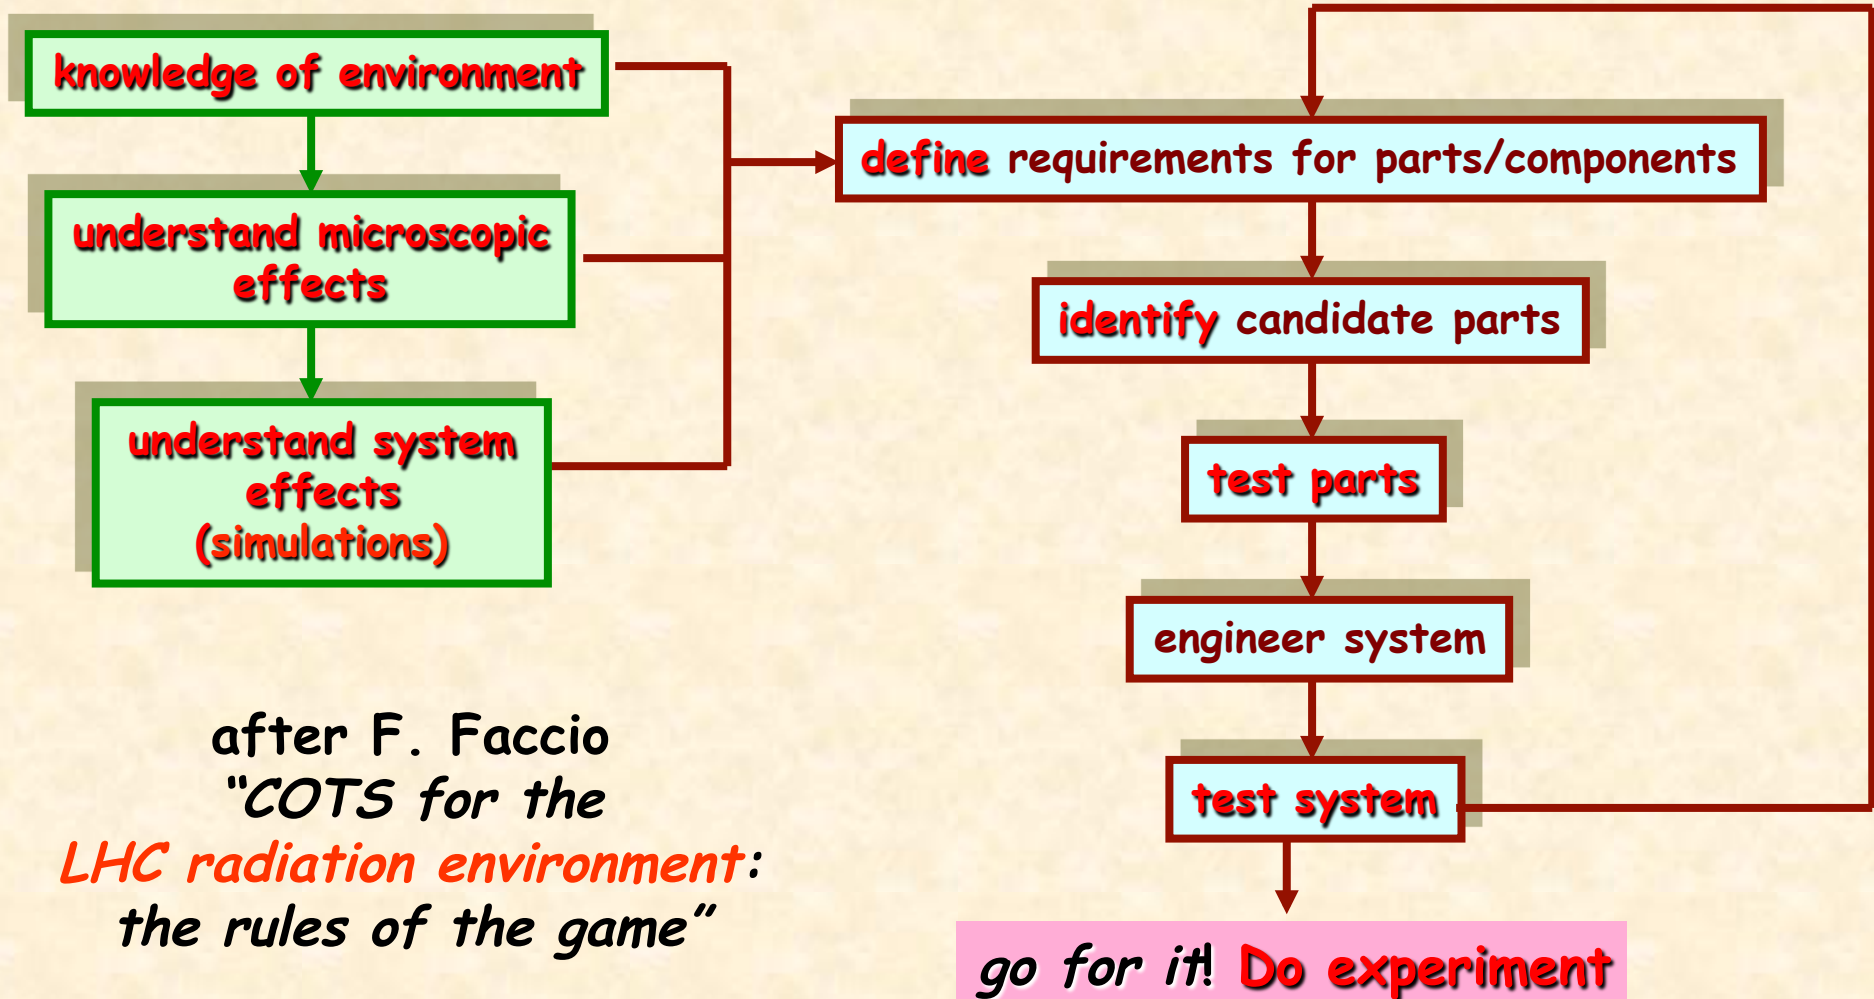 knowledge of environment
understand microscopic
effects
understand system
effects
(simulations)
define requirements for parts/components
identify candidate parts
test parts
engineer system
test system
go for it! Do experiment
after F. Faccio
“COTS for the
LHC radiation environment:
the rules of the game”